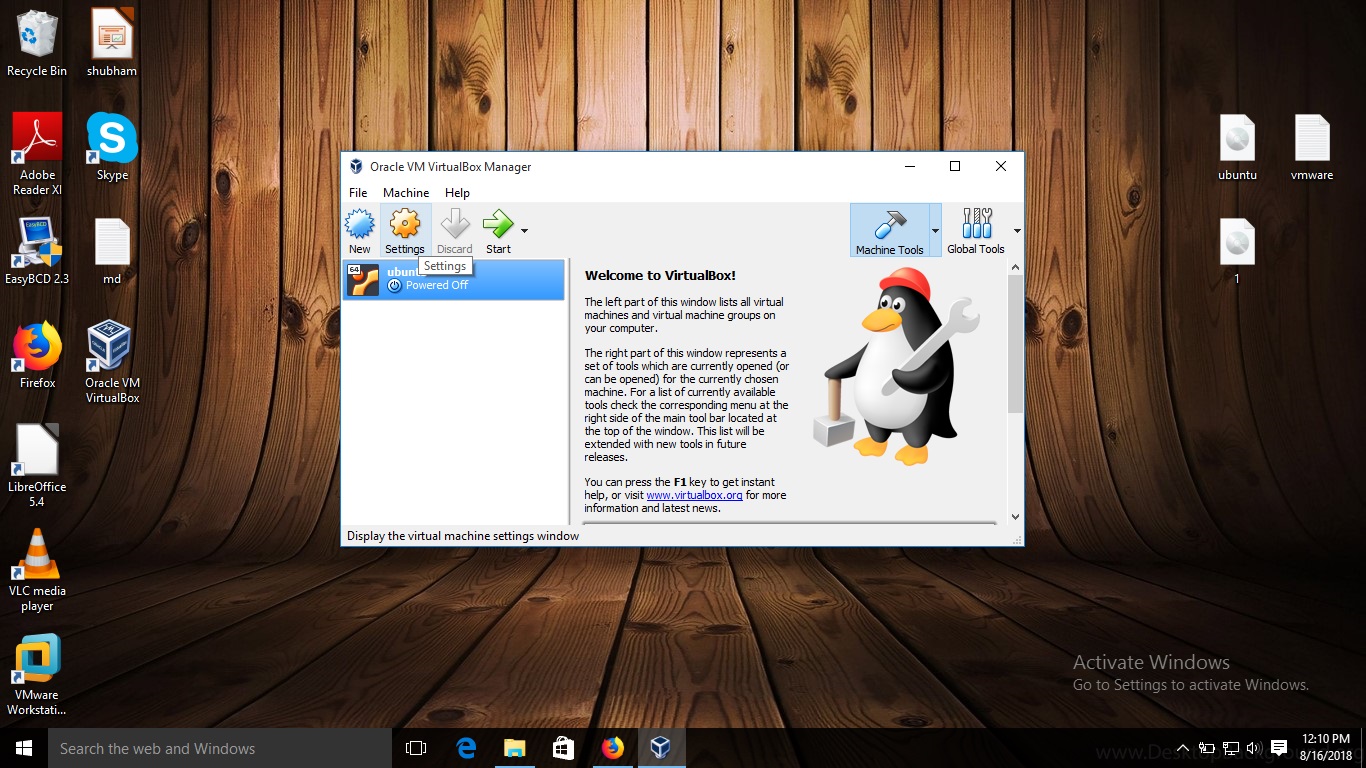 Recycle Bin
shubham
Adobe
Reader XI
Skype
EasyBCD 2.3
md
Firefox
Oracle VM
VirtualBox
LibreOffice
5.4
VLC media
player
VMware
Workstati...
ubuntu
vmware
1
Oracle VM VirtualBox Manager
File Machine Help
New Settings Discard Start
Machine Tools Global Tools
Settings
64
Powered Off
Welcome to VirtualBox!
The left part of this window lists all virtual
machines and virtual machine groups on
your computer.
The right part of this window represents a
set of tools which are currently opened (or
can be opened) for the currently chosen
machine. For a list of currently available
tools check the corresponding menu at the
right side of the main tool bar located at
the top of the window. This list will be
extended with new tools in future
releases.
You can press the F1 key to get instant
help, or visit www.virtualbox.org for more
information and latest news.
Display the virtual machine settings window
Activate Windows
Go to Settings to activate Windows.
Search the web and Windows
12:10 PM
8/16/2018